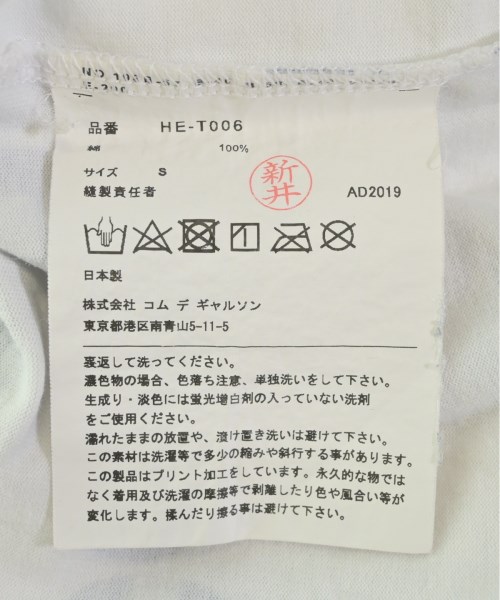 品番 HE-T006
綿 100%
サイズ S
縫製責任者 新井 AD2019
日本製
株式会社 コム デ ギャルソン
東京都港区南青山5-11-5
裏返して洗ってください。
濃色物の場合、色落ち注意、単独洗いをして下さい。
生成り・淡色には蛍光増白剤の入っていない洗剤
をご使用ください。
濡れたままの放置や、漬け置き洗いは避けて下さい。
この素材は洗濯等で多少の縮みや斜行する事があります。
この製品はプリント加工をしています。永久的な物では
なく着用及び洗濯の摩擦等で剥離したり色や風合い等が
変化します。揉んだり擦る事は避けて下さい。